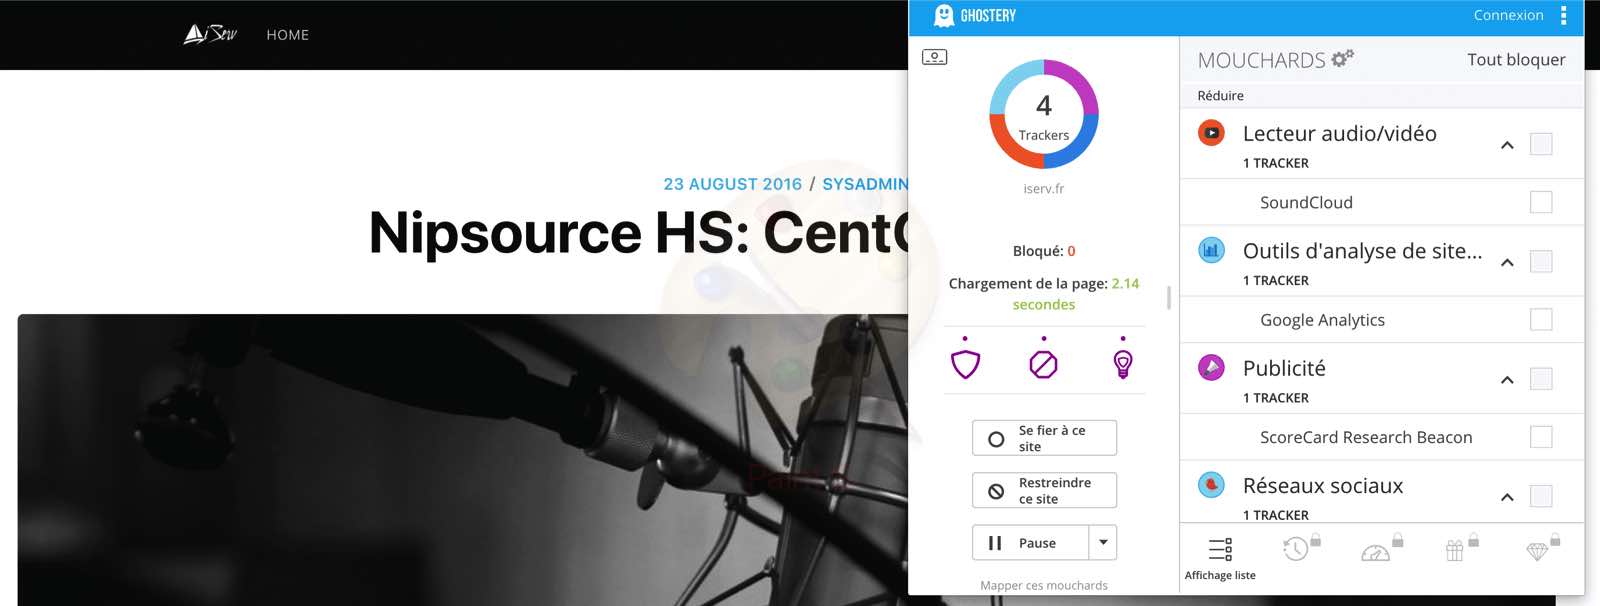 iServ
HOME
23 AUGUST 2016 / SYSADMIN
Nipsource HS: Cent
GHOSTERY
Connexion
4
Trackers
iserv.fr
Bloqué: 0
Chargement de la page: 2.14
secondes
Se fier à ce
site
Restreindre
ce site
Pause
Mapper ces mouchards
MOUCHARDS
Tout bloquer
Réduire
Lecteur audio/vidéo
1 TRACKER
SoundCloud
Outils d'analyse de site...
1 TRACKER
Google Analytics
Publicité
1 TRACKER
ScoreCard Research Beacon
Réseaux sociaux
1 TRACKER
Affichage liste